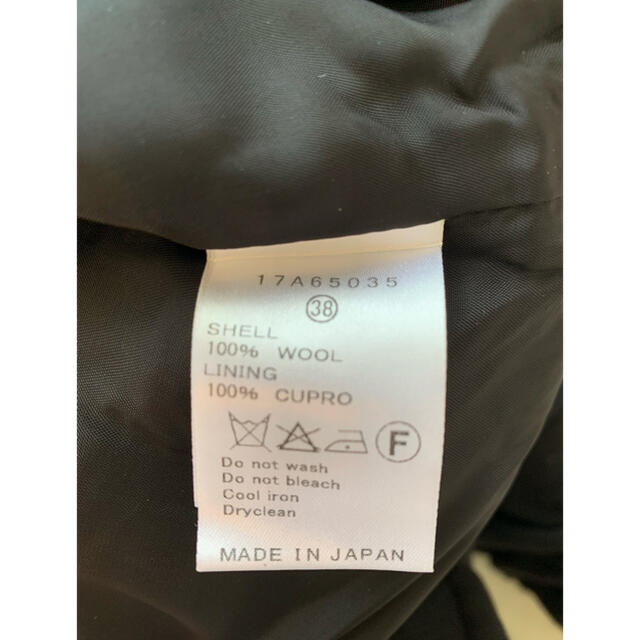 17A65035
38
SHELL
100% WOOL
LINING
100% CUPRO
F
Do not wash
Do not bleach
Cool iron
Dryclean
MADE IN JAPAN